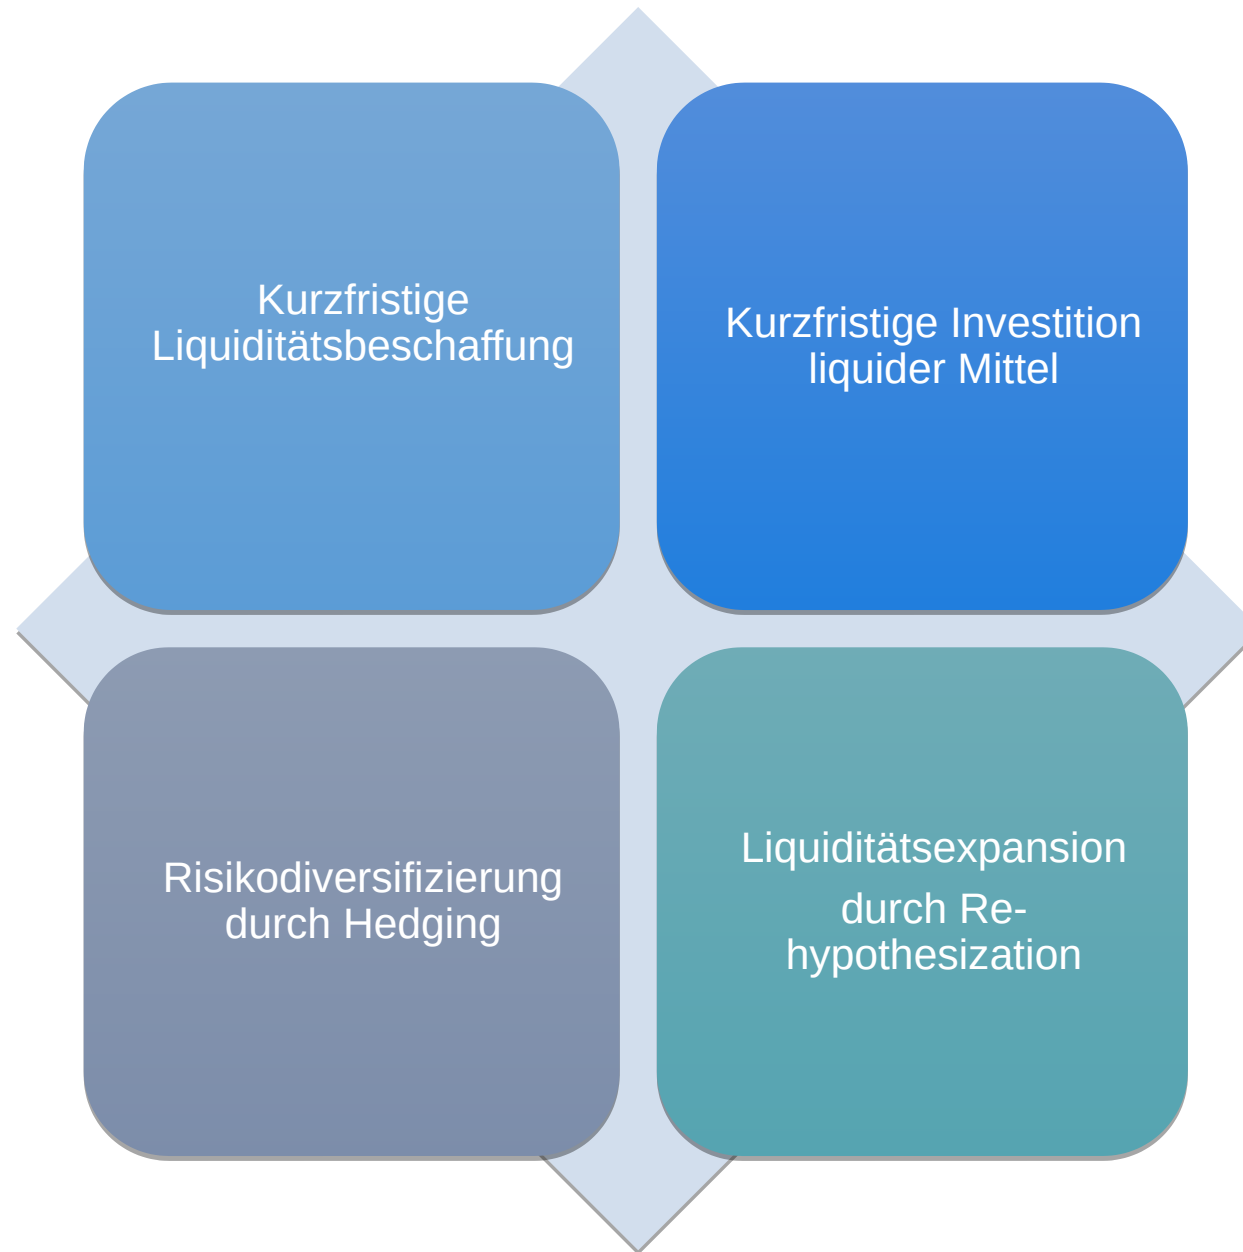 Kurzfristige
Liquiditätsbeschaffung
Kurzfristige Investition
liquider Mittel
Risikodiversifizierung
durch Hedging
Liquiditätsexpansion
durch Re-
hypothesization